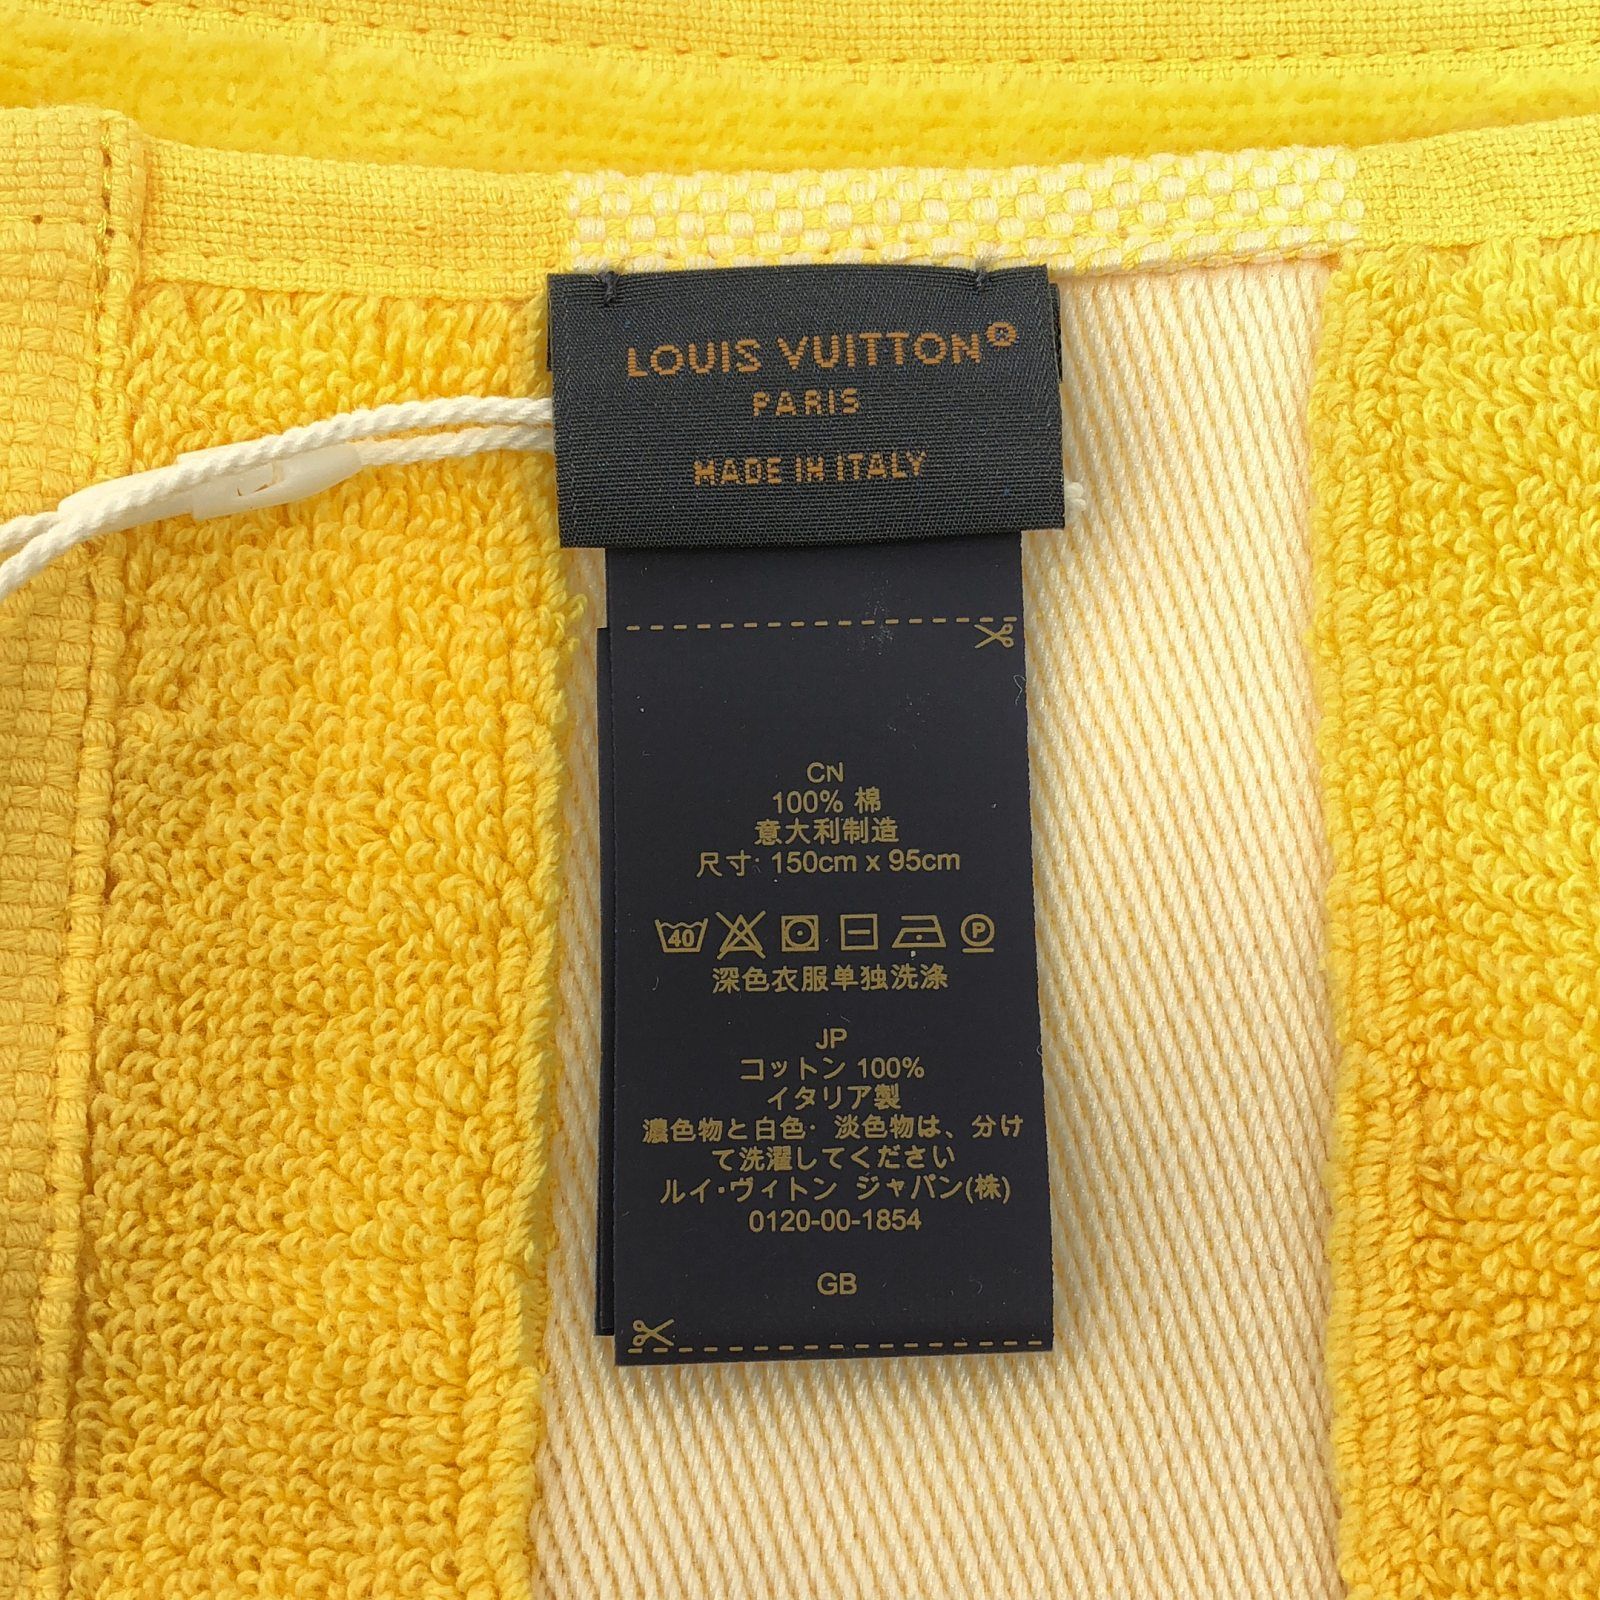 LOUIS VUITTON®
PARIS
MADE IN ITALY
CN
100% 棉
意大利制造
尺寸: 150cm x 95cm
40 P
深色衣服单独洗涤
JP
コットン 100%
イタリア製
濃色物と白色· 淡色物は、分け
て洗濯してください
ルイ·ヴィトン ジャパン(株)
0120-00-1854
GB